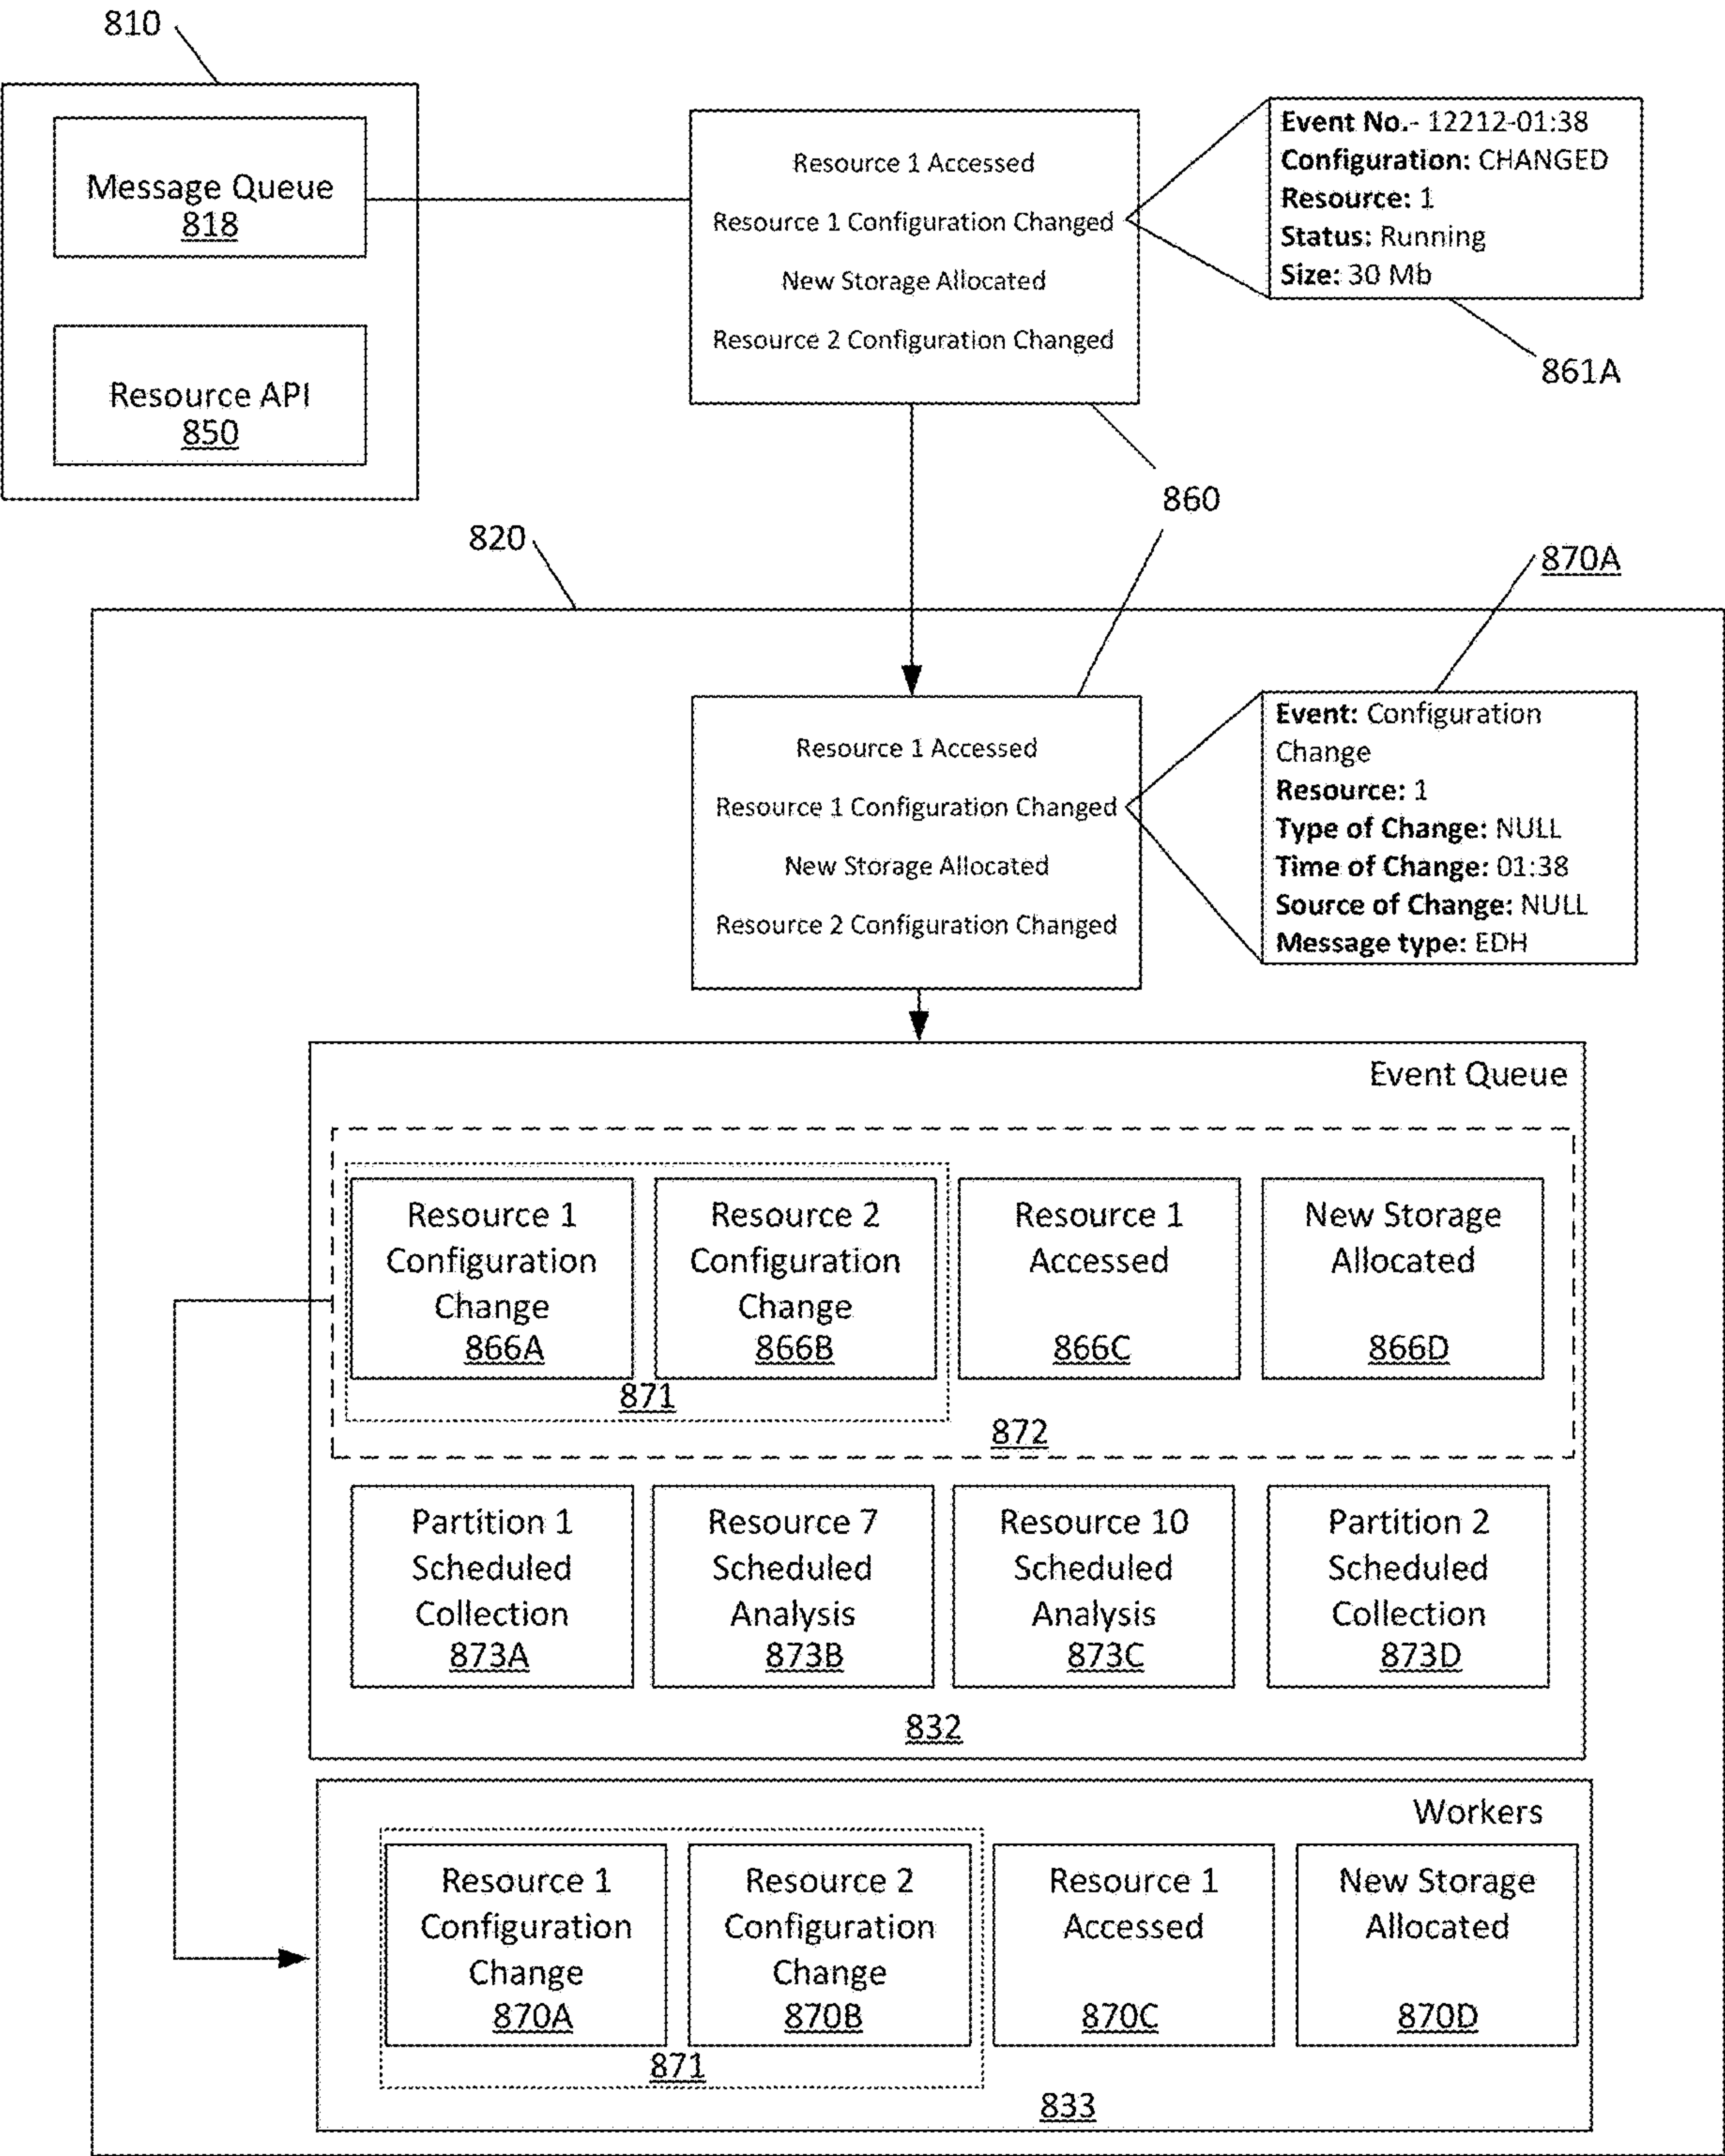 810
Message Queue
818
Resource API
850
Resource 1 Accessed
Resource 1 Configuration Changed
New Storage Allocated
Resource 2 Configuration Changed
Event No.- 12212-01:38
Configuration: CHANGED
Resource: 1
Status: Running
Size: 30 Mb
861A
860
820
870A
Resource 1 Accessed
Resource 1 Configuration Changed
New Storage Allocated
Resource 2 Configuration Changed
Event: Configuration
Change
Resource: 1
Type of Change: NULL
Time of Change: 01:38
Source of Change: NULL
Message type: EDH
Event Queue
Resource 1
Configuration
Change
866A
Resource 2
Configuration
Change
866B
871
Resource 1
Accessed
866C
New Storage
Allocated
866D
872
Partition 1
Scheduled
Collection
873A
Resource 7
Scheduled
Analysis
873B
Resource 10
Scheduled
Analysis
873C
Partition 2
Scheduled
Collection
873D
832
Workers
Resource 1
Configuration
Change
870A
Resource 2
Configuration
Change
870B
871
Resource 1
Accessed
870C
New Storage
Allocated
870D
833